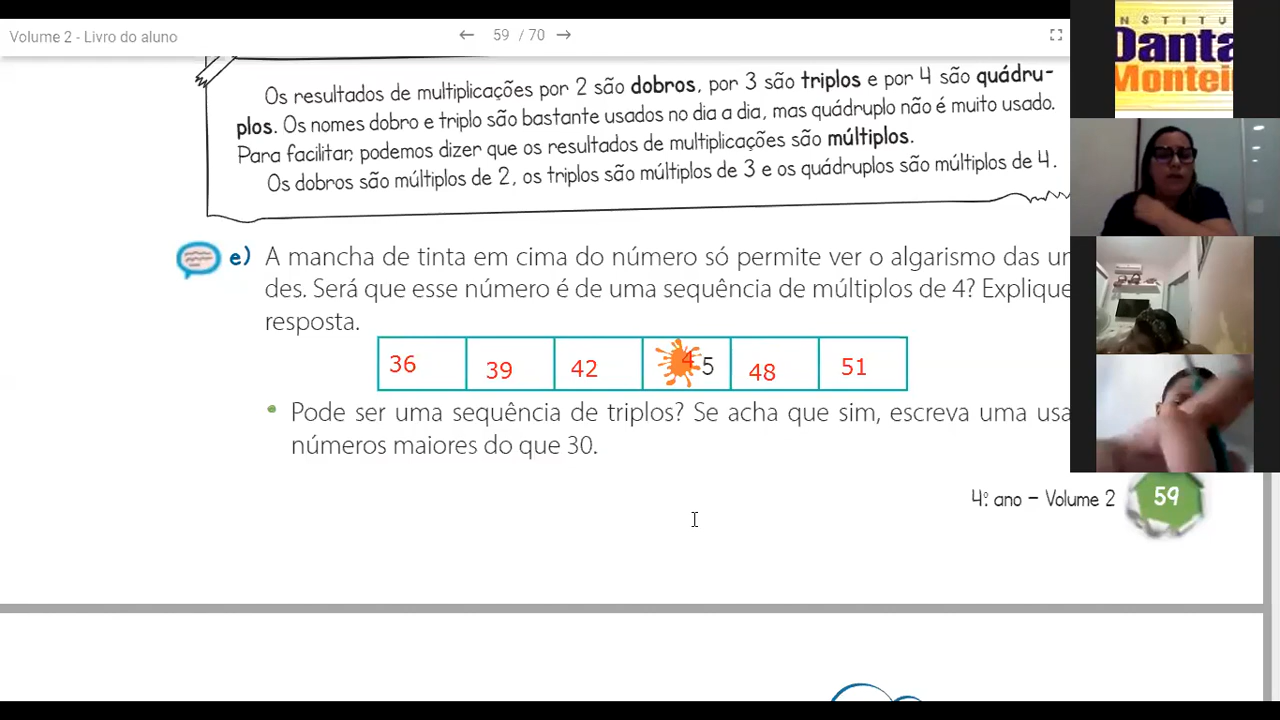 Volume 2 - Livro do aluno
59 / 70
INSTITU
Danta
Monteir
Os resultados de multiplicações por 2 são dobros, por 3 são triplos e por 4 são quádru-
plos. Os nomes dobro e triplo são bastante usados no dia a dia, mas quádruplo não é muito usado.
Para facilitar, podemos dizer que os resultados de multiplicações são múltiplos.
Os dobros são múltiplos de 2, os triplos são múltiplos de 3 e os quádruplos são múltiplos de 4.
e) A mancha de tinta em cima do número só permite ver o algarismo das un
des. Será que esse número é de uma sequência de múltiplos de 4? Explique
resposta.
36 39 42 45 48 51
Pode ser uma sequência de triplos? Se acha que sim, escreva uma usa
números maiores do que 30.
4º. ano – Volume 2 59